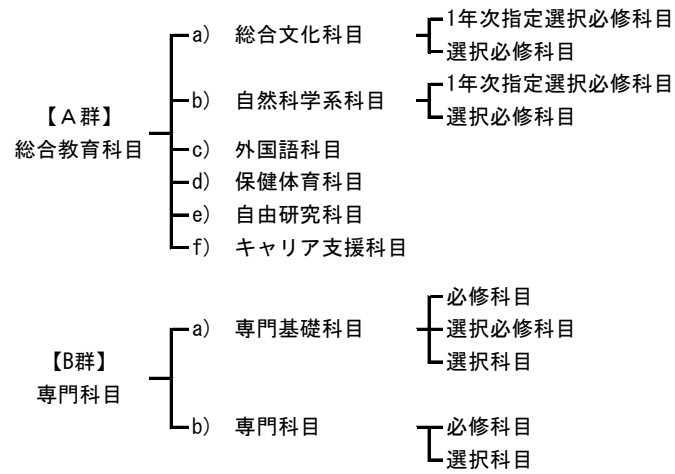 a) 総合文化科目
1年次指定選択必修科目
選択必修科目
b) 自然科学系科目
1年次指定選択必修科目
選択必修科目
【A群】
総合教育科目
c) 外国語科目
d) 保健体育科目
e) 自由研究科目
f) キャリア支援科目
【B群】
専門科目
a) 専門基礎科目
必修科目
選択必修科目
選択科目
b) 専門科目
必修科目
選択科目